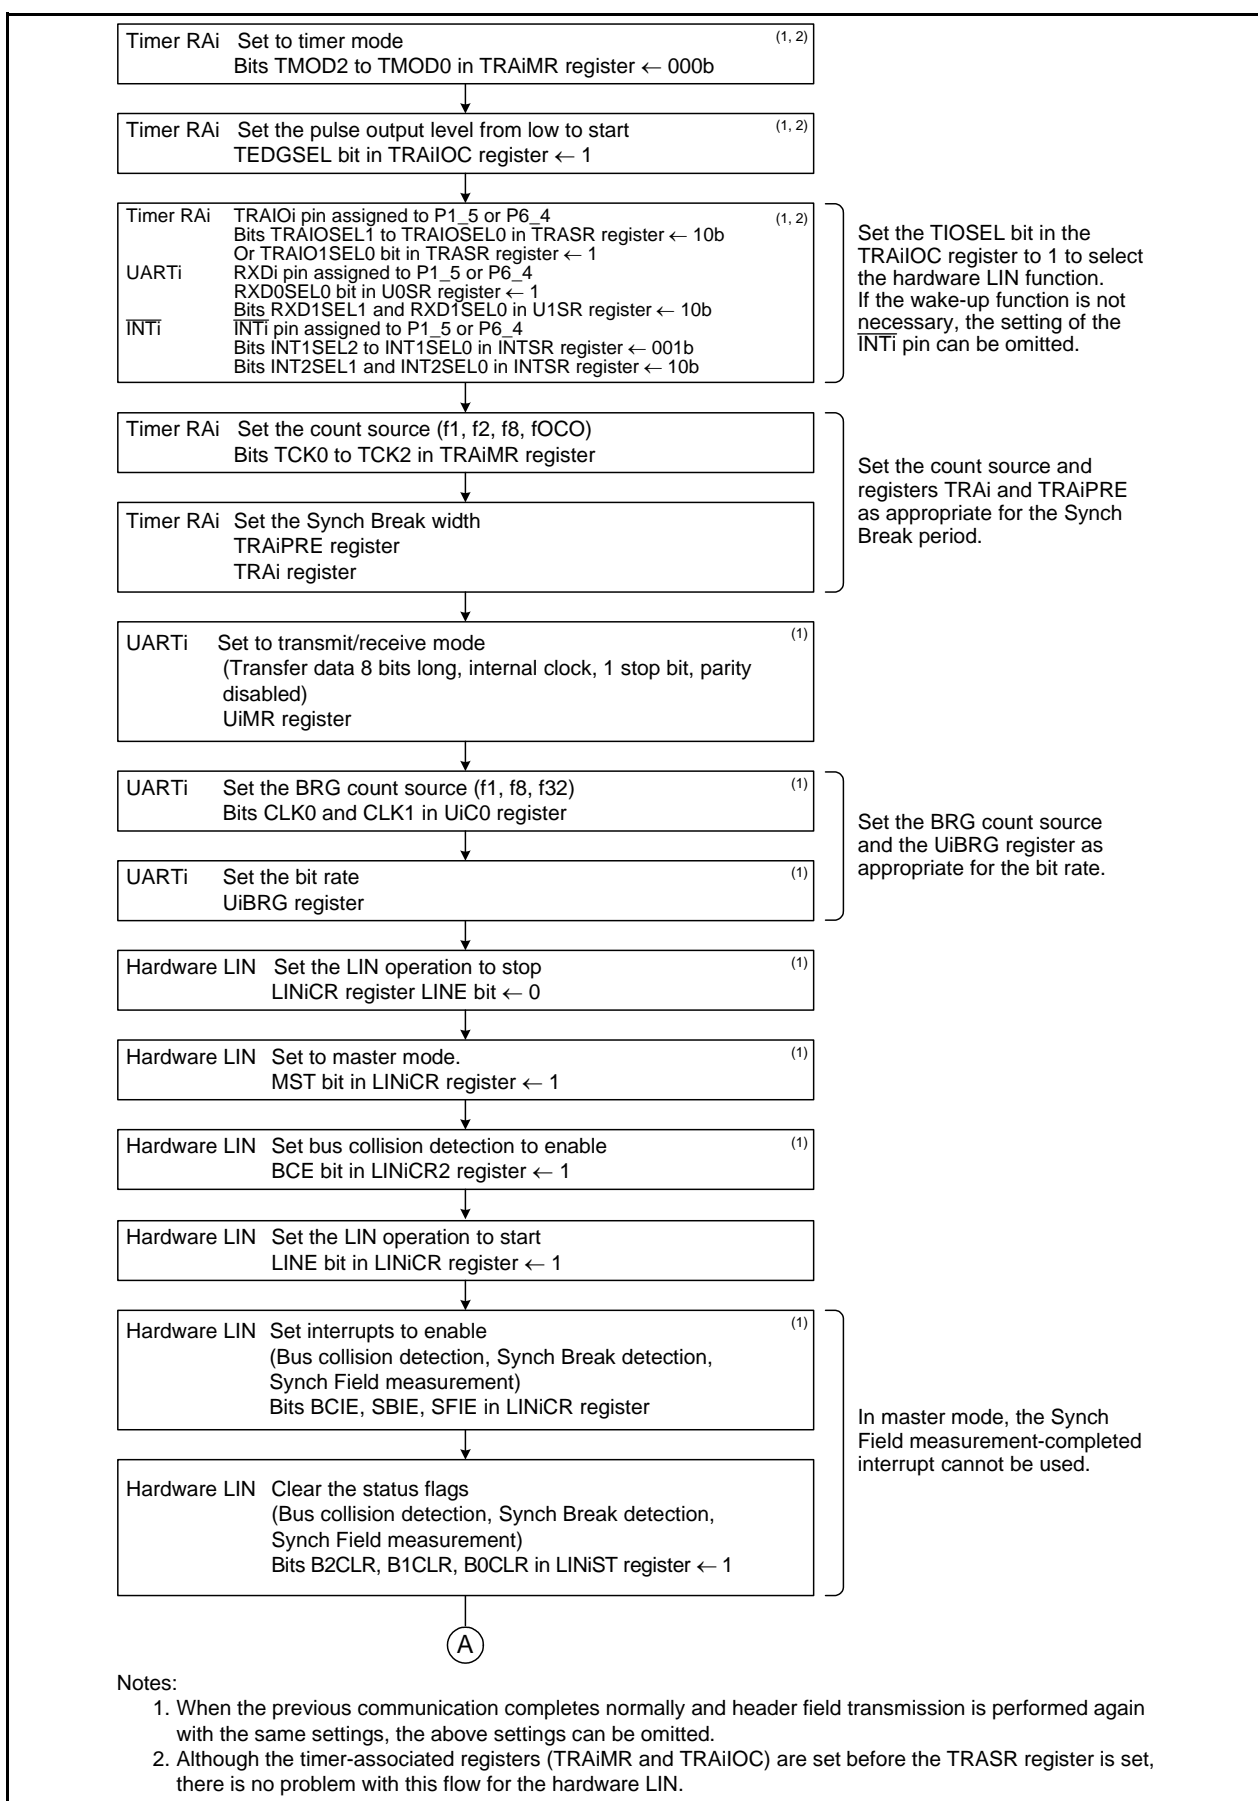 Timer RAi Set to timer mode (1, 2)
Bits TMOD2 to TMOD0 in TRAiMR register ← 000b
Timer RAi Set the pulse output level from low to start (1, 2)
TEDGSEL bit in TRAiIOC register ← 1
Timer RAi TRAIOi pin assigned to P1_5 or P6_4 (1, 2)
Bits TRAIOSEL1 to TRAIOSEL0 in TRASR register ← 10b
Or TRAIO1SEL0 bit in TRASR register ← 1
UARTi RXDi pin assigned to P1_5 or P6_4
RXD0SEL0 bit in U0SR register ← 1
Bits RXD1SEL1 and RXD1SEL0 in U1SR register ← 10b
INTi INTi pin assigned to P1_5 or P6_4
Bits INT1SEL2 to INT1SEL0 in INTSR register ← 001b
Bits INT2SEL1 and INT2SEL0 in INTSR register ← 10b
Set the TIOSEL bit in the
TRAiIOC register to 1 to select
the hardware LIN function.
If the wake-up function is not
necessary, the setting of the
INTi pin can be omitted.
Timer RAi Set the count source (f1, f2, f8, fOCO)
Bits TCK0 to TCK2 in TRAiMR register
Timer RAi Set the Synch Break width
TRAiPRE register
TRAi register
Set the count source and
registers TRAi and TRAiPRE
as appropriate for the Synch
Break period.
UARTi Set to transmit/receive mode (1)
(Transfer data 8 bits long, internal clock, 1 stop bit, parity
disabled)
UiMR register
UARTi Set the BRG count source (f1, f8, f32) (1)
Bits CLK0 and CLK1 in UiC0 register
UARTi Set the bit rate (1)
UiBRG register
Set the BRG count source
and the UiBRG register as
appropriate for the bit rate.
Hardware LIN Set the LIN operation to stop (1)
LINiCR register LINE bit ← 0
Hardware LIN Set to master mode. (1)
MST bit in LINiCR register ← 1
Hardware LIN Set bus collision detection to enable (1)
BCE bit in LINiCR2 register ← 1
Hardware LIN Set the LIN operation to start
LINE bit in LINiCR register ← 1
Hardware LIN Set interrupts to enable (1)
(Bus collision detection, Synch Break detection,
Synch Field measurement)
Bits BCIE, SBIE, SFIE in LINiCR register
Hardware LIN Clear the status flags
(Bus collision detection, Synch Break detection,
Synch Field measurement)
Bits B2CLR, B1CLR, B0CLR in LINiST register ← 1
In master mode, the Synch
Field measurement-completed
interrupt cannot be used.
A
Notes:
1. When the previous communication completes normally and header field transmission is performed again
with the same settings, the above settings can be omitted.
2. Although the timer-associated registers (TRAiMR and TRAiIOC) are set before the TRASR register is set,
there is no problem with this flow for the hardware LIN.